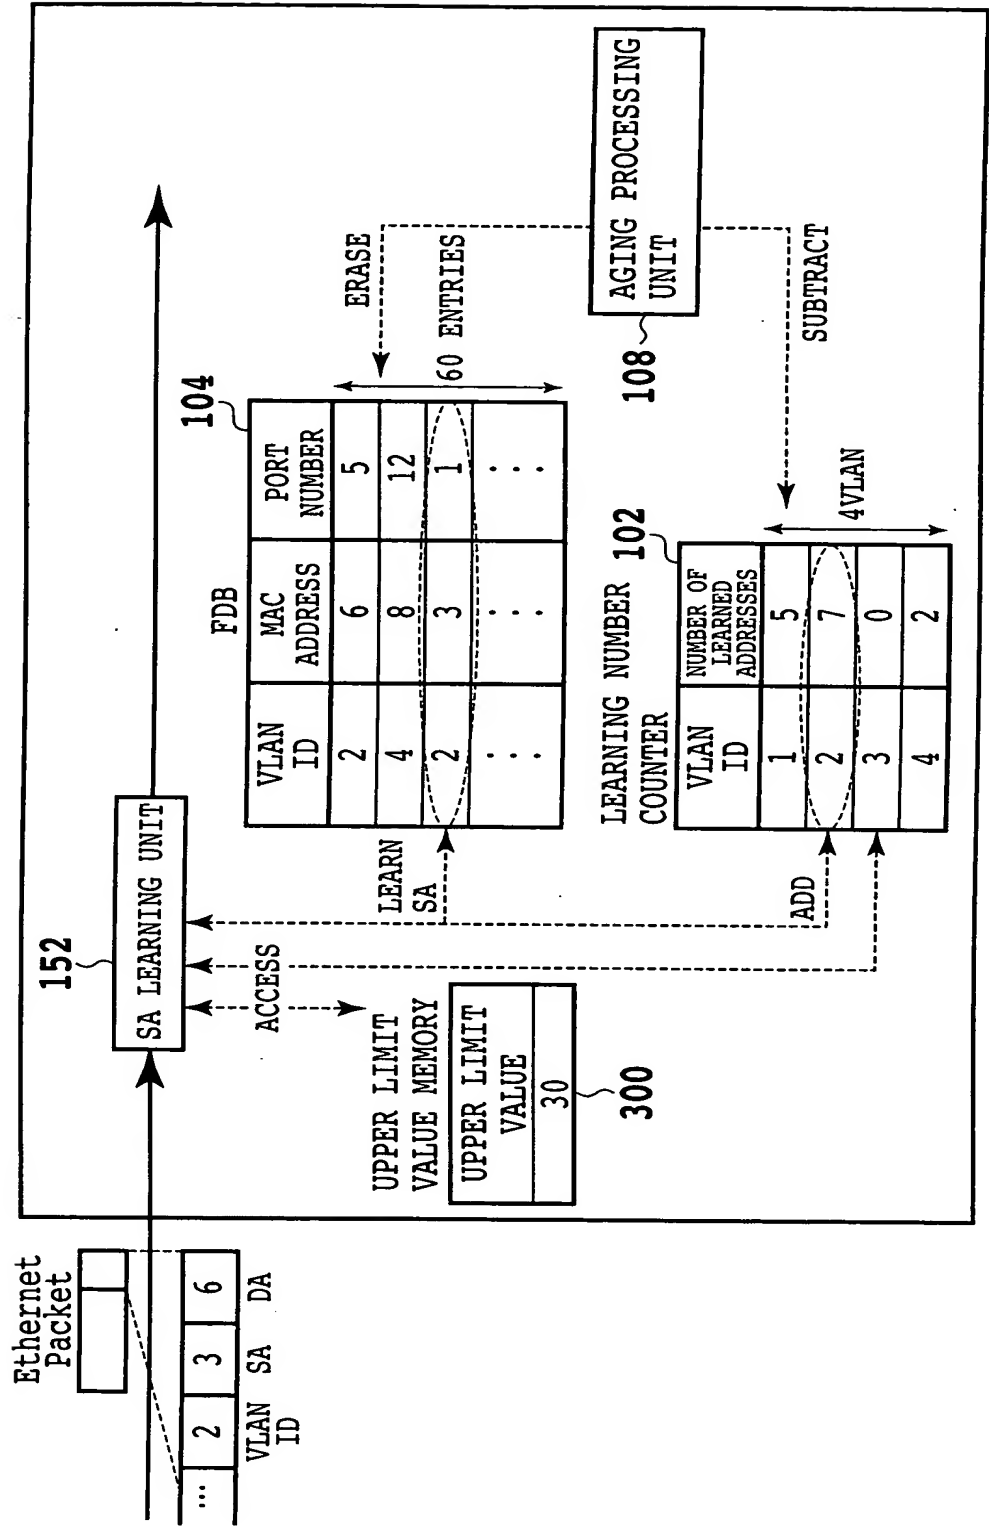 Ethernet
Packet
... 2 3 6
VLAN
ID
SA
DA
152
SA LEARNING UNIT
ACCESS
UPPER LIMIT
VALUE MEMORY
UPPER LIMIT
VALUE
30
300
LEARN
SA
ADD
FDB
104
VLAN
ID
MAC
ADDRESS
PORT
NUMBER
2 6 5
4 8 12
2 3 1
... ... ...
60 ENTRIES
ERASE
LEARNING NUMBER
COUNTER
102
VLAN
ID
NUMBER OF
LEARNED
ADDRESSES
1 5
2 7
3 0
4 2
4VLAN
SUBTRACT
AGING PROCESSING
UNIT
108